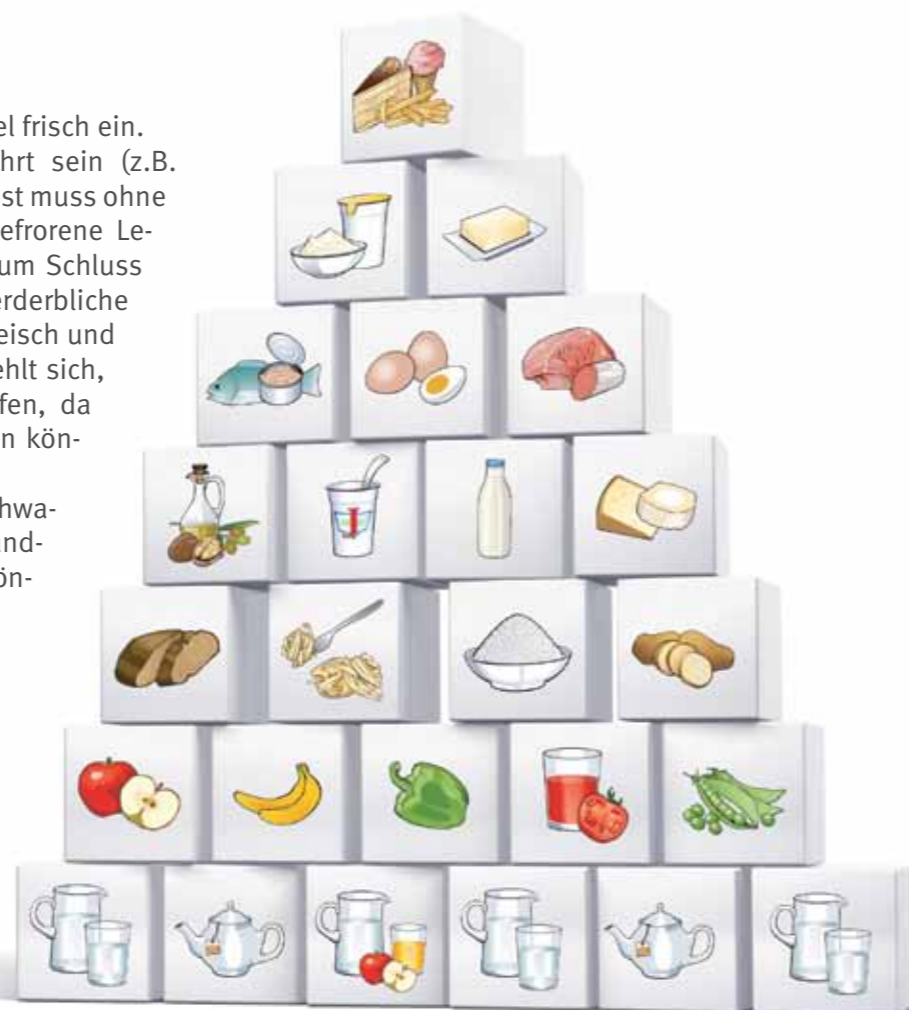 el frisch ein.
hrt sein (z.B.
st muss ohne
efrorene Le-
um Schluss
erderbliche
eisch und
ehlt sich,
fen, da
n kön-
hwa-
and-
ön-